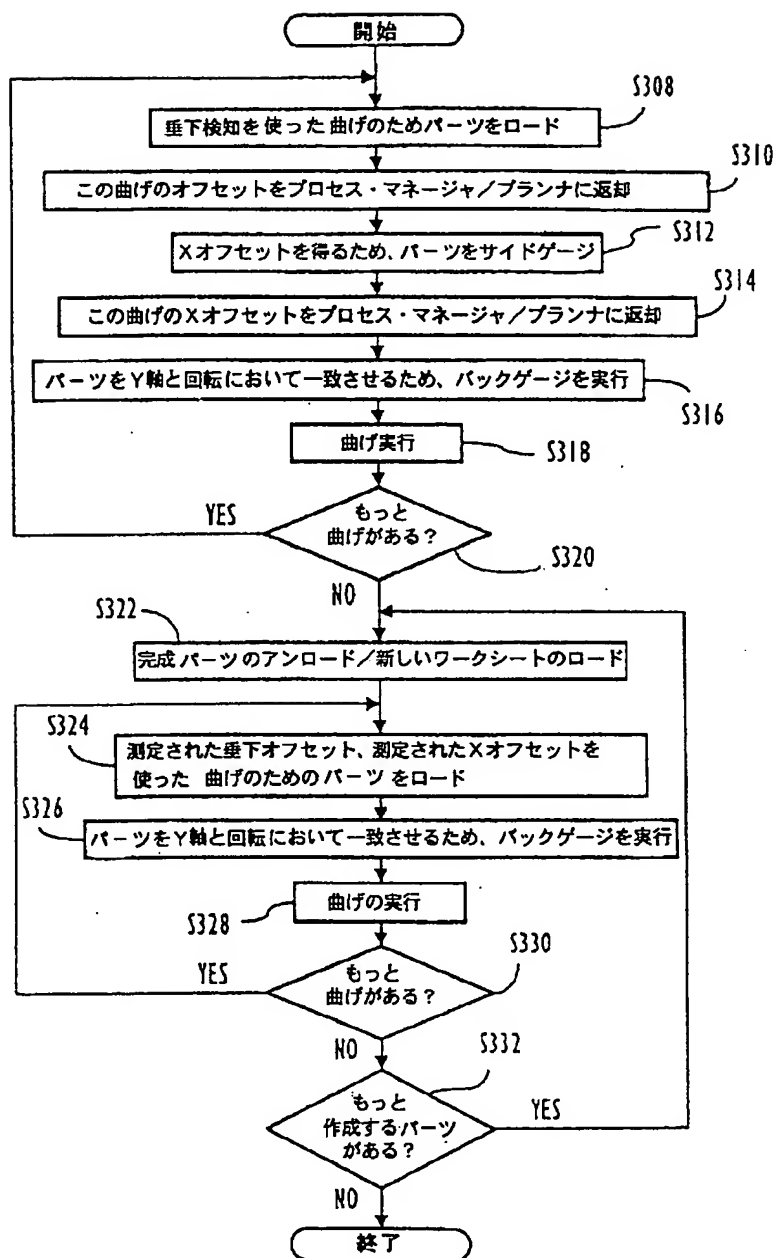 開始
S308
垂下検知を使った曲げのためパーツをロード
S310
この曲げのオフセットをプロセス・マネージャ/プランナに返却
S312
Xオフセットを得るため、パーツをサイドゲージ
S314
この曲げのXオフセットをプロセス・マネージャ/プランナに返却
パーツをY軸と回転において一致させるため、バックゲージを実行
S316
曲げ実行
S318
YES
もっと
曲げがある?
S320
NO
S322
完成パーツのアンロード/新しいワークシートのロード
S324
測定された垂下オフセット、測定されたXオフセットを
使った 曲げのためのパーツをロード
S326
パーツをY軸と回転において一致させるため、バックゲージを実行
曲げの実行
S328
S330
YES
もっと
曲げがある?
NO
S332
もっと
作成するパーツ
がある?
YES
NO
終了